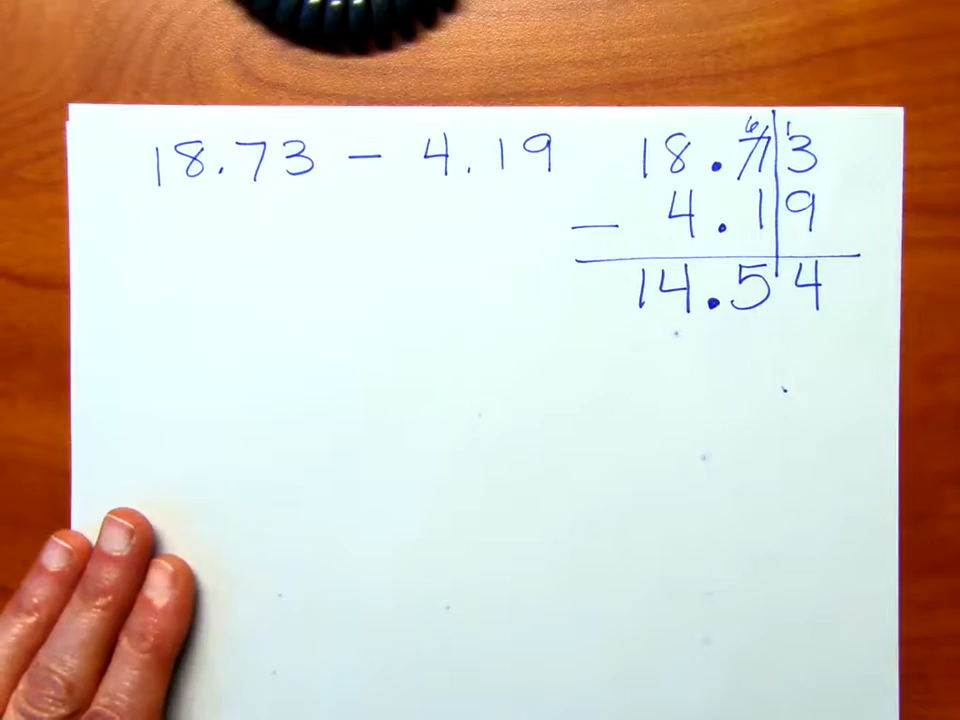 18.73 – 4.19
6 1
18.73
– 4.19
14.54